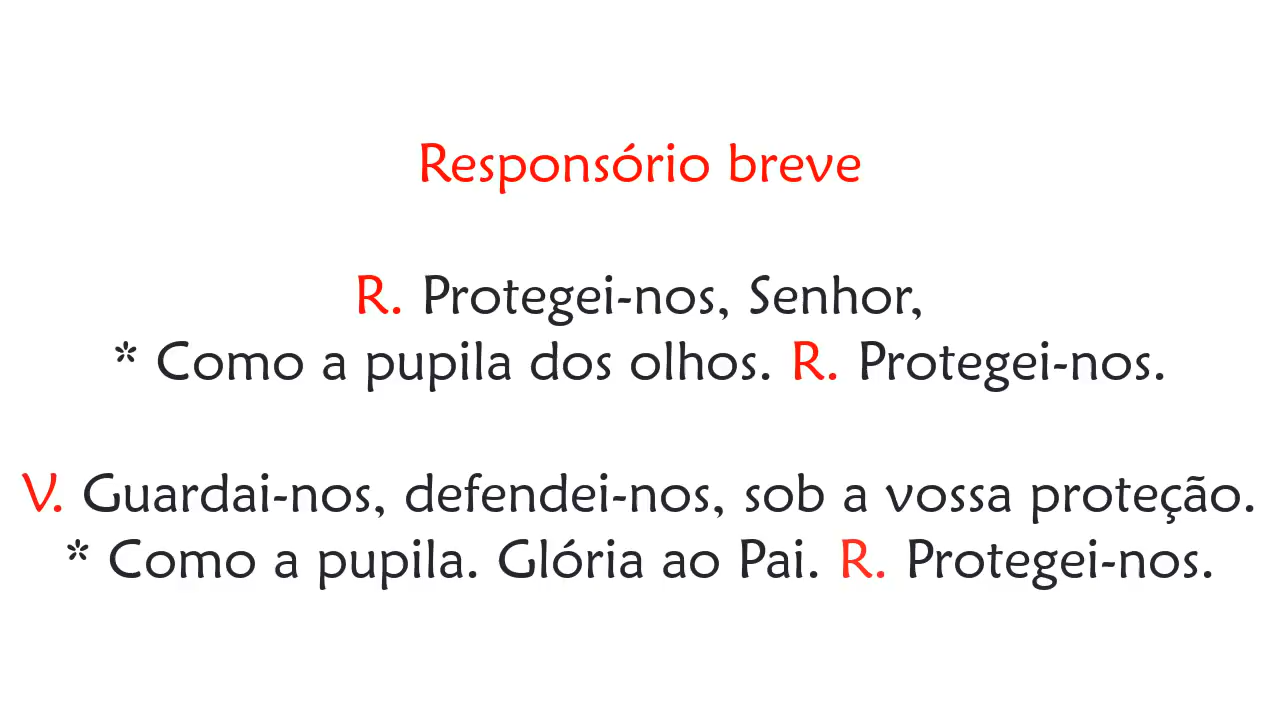 Responsório breve
R. Protegei-nos, Senhor,
* Como a pupila dos olhos. R. Protegei-nos.
V. Guardai-nos, defendei-nos, sob a vossa proteção.
* Como a pupila. Glória ao Pai. R. Protegei-nos.